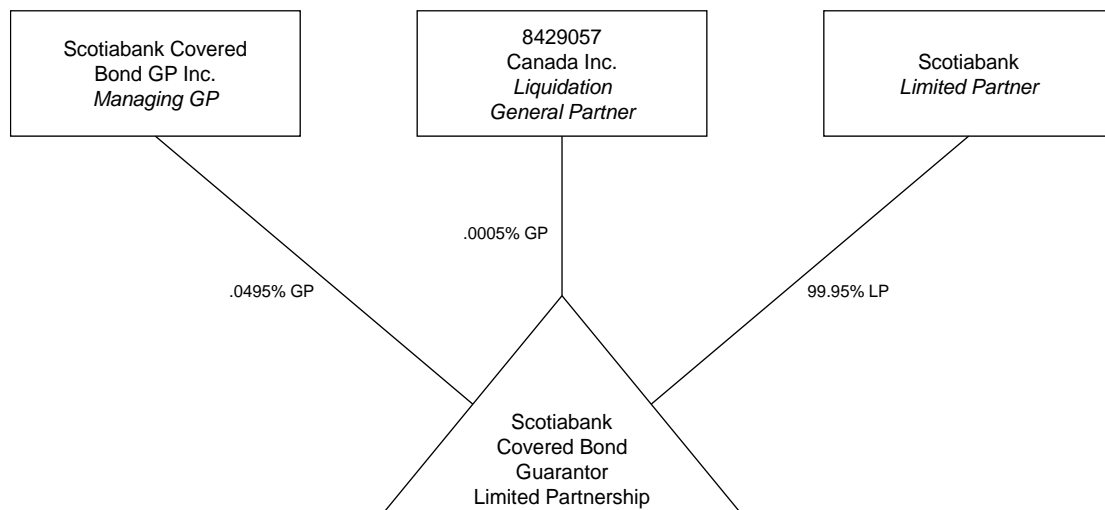 Scotiabank Covered
Bond GP Inc.
Managing GP
8429057
Canada Inc.
Liquidation
General Partner
Scotiabank
Limited Partner
.0005% GP
.0495% GP
99.95% LP
Scotiabank
Covered Bond
Guarantor
Limited Partnership